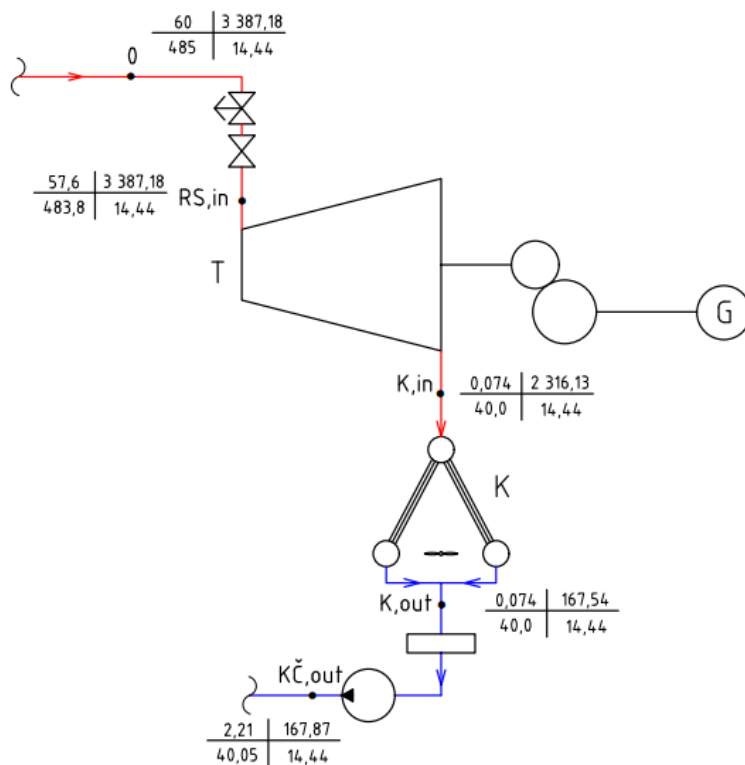 60 3 387,18
485 14,44
0
57,6 3 387,18
483,8 14,44
RS,in
T
G
K,in
0,074 2 316,13
40,0 14,44
K
K,out
0,074 167,54
40,0 14,44
KČ,out
2,21 167,87
40,05 14,44